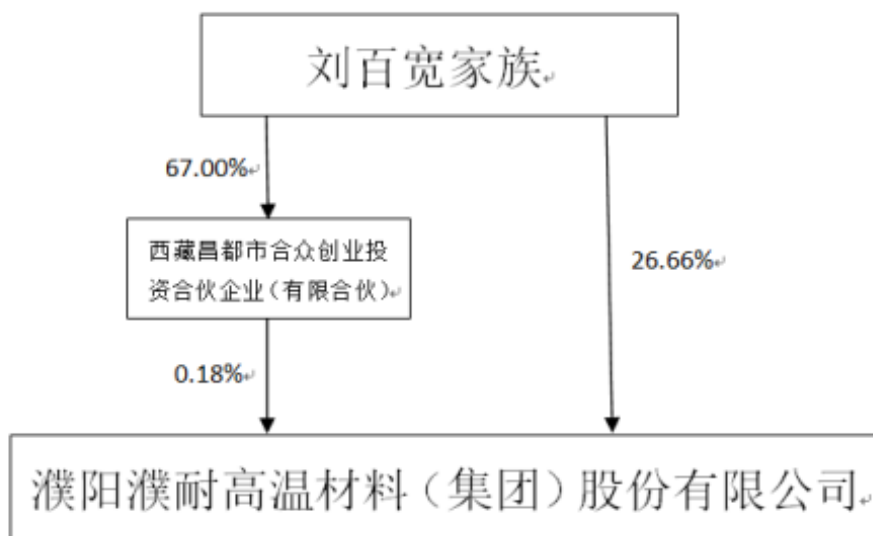 刘百宽家族
67.00%
西藏昌都市合众创业投
资合伙企业（有限合伙）
26.66%
0.18%
濮阳濮耐高温材料（集团）股份有限公司